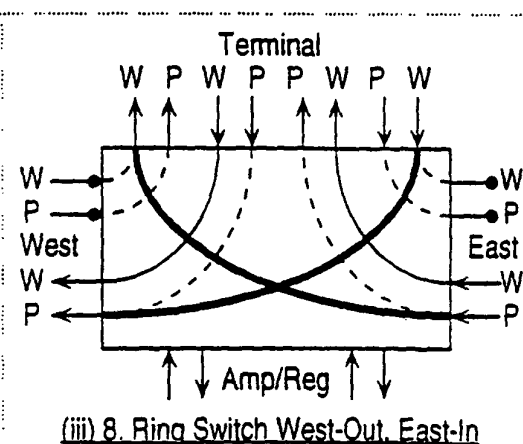 Terminal
W P W P P W P W
W W
P P
West East
W W
P P
Amp/Reg
(iii) 8. Ring Switch West-Out, East-In